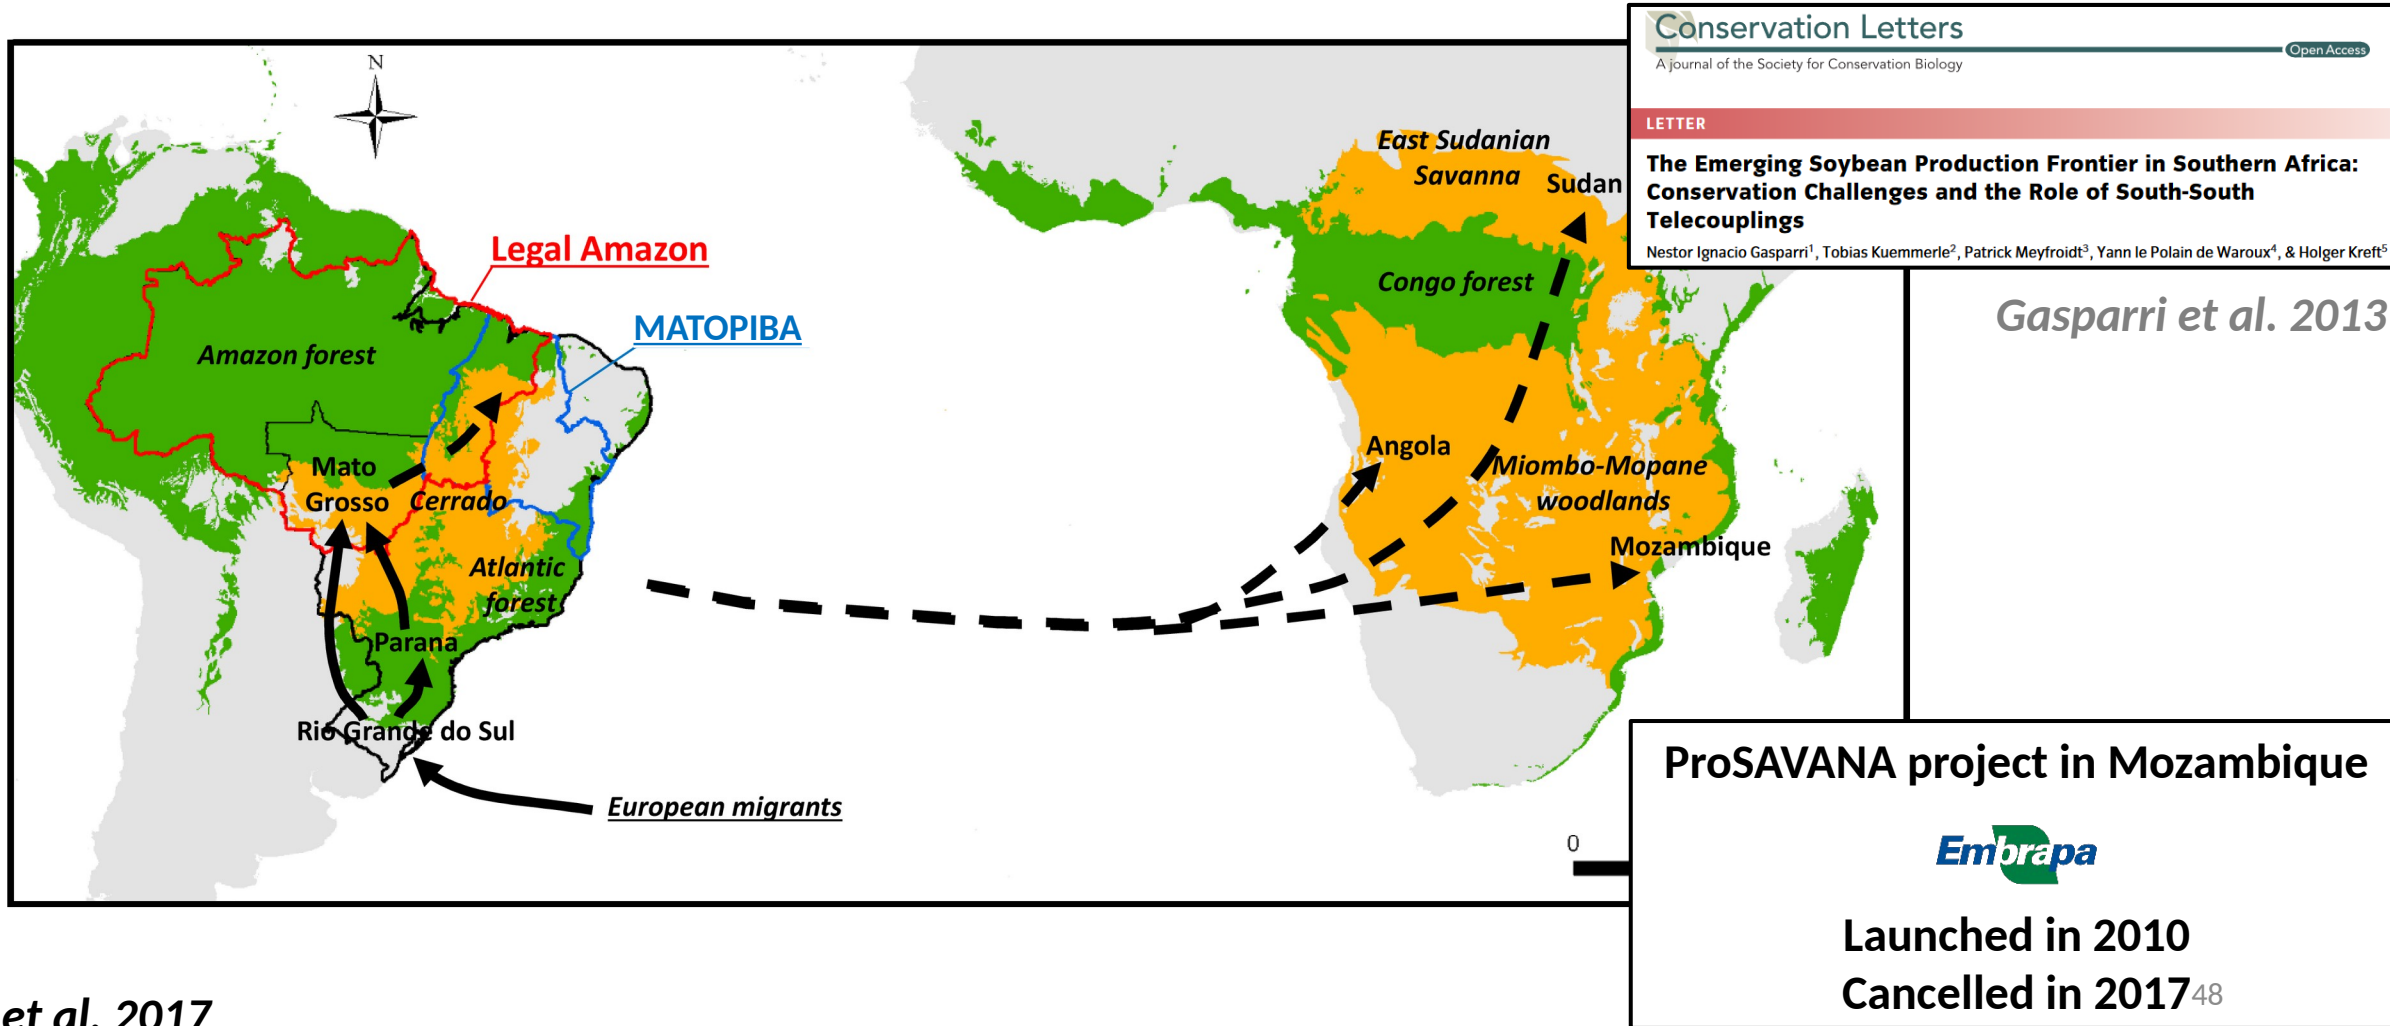 Conservation Letters
Open Access
A journal of the Society for Conservation Biology
LETTER
The Emerging Soybean Production Frontier in Southern Africa:
Conservation Challenges and the Role of South-South
Telecouplings
Nestor Ignacio Gasparri1, Tobias Kuemmerle2, Patrick Meyfroidt3, Yann le Polain de Waroux4, & Holger Kreft5
Gasparri et al. 2013
N
Legal Amazon
MATOPIBA
Amazon forest
Mato
Grosso
Cerrado
Atlantic
forest
Parana
Rio Grande do Sul
European migrants
East Sudanian
Savanna
Sudan
Congo forest
Angola
Miombo-Mopane
woodlands
Mozambique
0
ProSAVANA project in Mozambique
Embrapa
Launched in 2010
Cancelled in 2017
48
et al. 2017